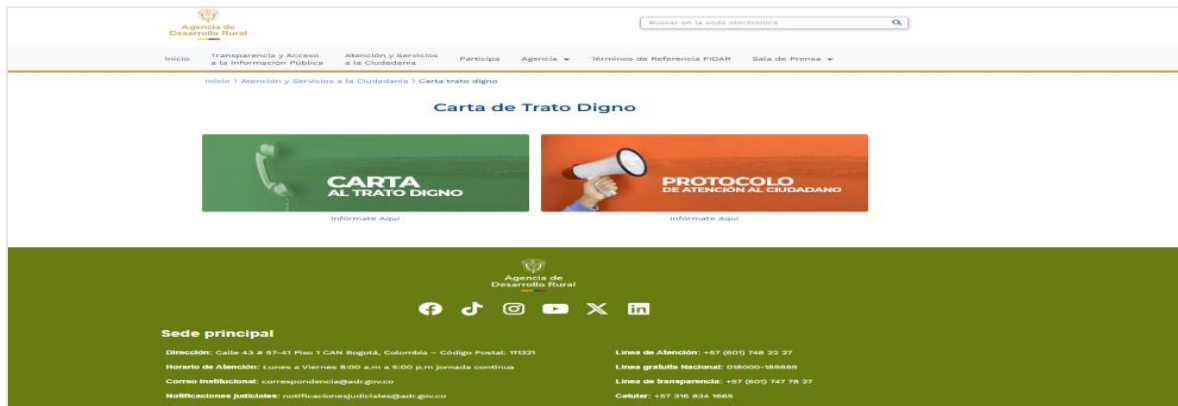 Agencia de
Desarrollo Rural
Buscar en la sede electrónica
Inicio
Transparencia y Acceso
a la Información Pública
Atención y Servicios
a la Ciudadanía
Participa
Agencia
Términos de Referencia PIDAR
Sala de Prensa
Inicio > Atención y Servicios a la Ciudadanía > Carta trato digno
Carta de Trato Digno
CARTA
AL TRATO DIGNO
PROTOCOLO
DE ATENCIÓN AL CIUDADANO
Infórmate Aquí
Infórmate Aquí
Agencia de
Desarrollo Rural
Sede principal
Dirección: Calle 43 # 57-41 Piso 1 CAN Bogotá, Colombia – Código Postal: 111321
Horario de Atención: Lunes a Viernes 8:00 a.m a 5:00 p.m jornada continua
Correo Institucional: correspondencia@adr.gov.co
Notificaciones judiciales: notificacionesjudiciales@adr.gov.co
Línea de Atención: +57 (601) 748 22 27
Línea gratuita Nacional:
Línea de transparencia: +57 (601) 747 78 27
Celular: +57 316 834 1665